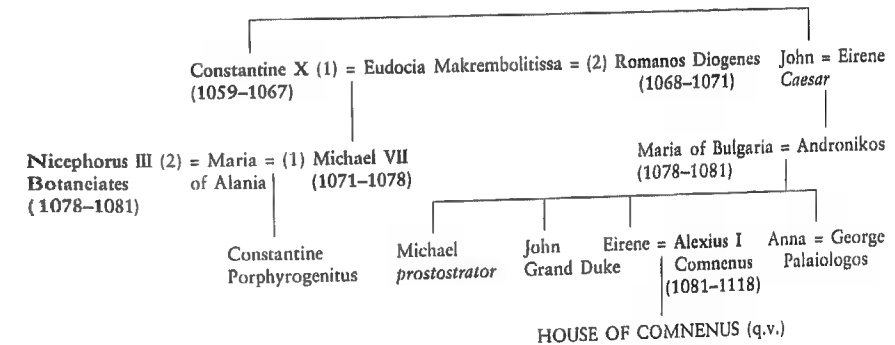 Constantine X (1) = Eudocia Makrembolitissa = (2) Romanos Diogenes John = Eirene
(1059–1067) (1068–1071) Caesar
Nicephorus III (2) = Maria = (1) Michael VII Maria of Bulgaria = Andronikos
Botaneiates of Alania (1071–1078) (1078–1081)
(1078–1081)
Constantine Michael John Eirene = Alexius I Anna = George
Porphyrogenitus prostostrator Grand Duke Comnenus Palaiologos
(1081–1118)
HOUSE OF COMNENUS (q.v.)